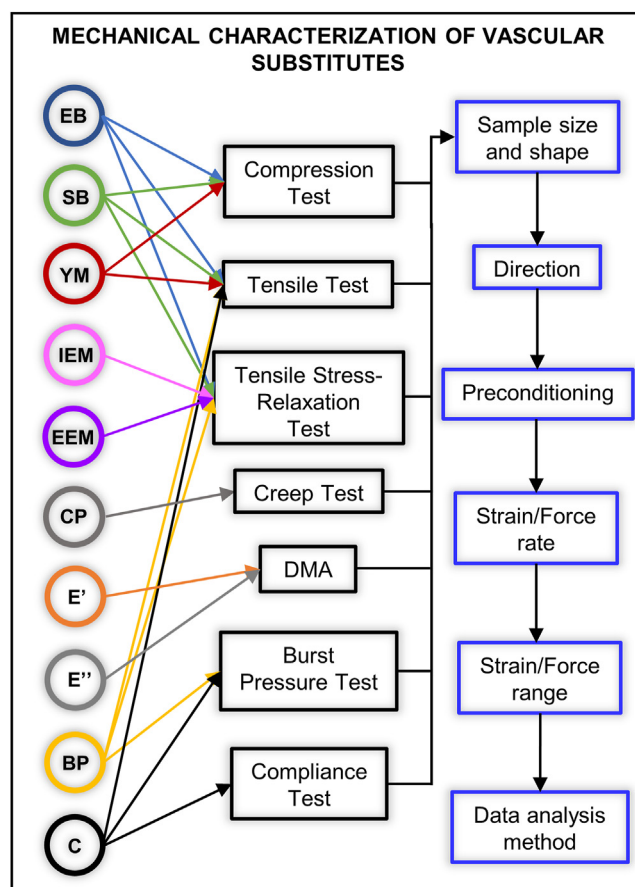 MECHANICAL CHARACTERIZATION OF VASCULAR
SUBSTITUTES
EB
SB
YM
IEM
EEM
CP
E’
E’’
BP
C
Compression
Test
Tensile Test
Tensile Stress-
Relaxation
Test
Creep Test
DMA
Burst
Pressure Test
Compliance
Test
Sample size
and shape
Direction
Preconditioning
Strain/Force
rate
Strain/Force
range
Data analysis
method